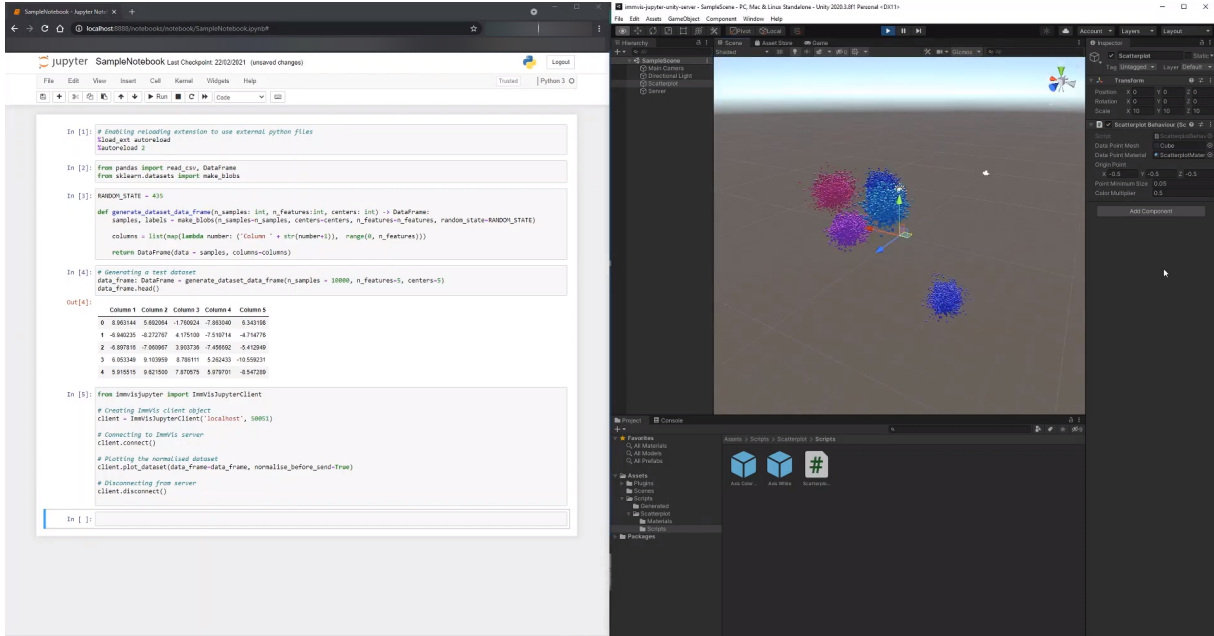 SampleNotebook - Jupyter Note
localhost:8888/notebooks/notebook/SampleNotebook.ipynb#
jupyter SampleNotebook Last Checkpoint: 22/02/2021 (unsaved changes)
Logout
File Edit View Insert Cell Kernel Widgets Help
Trusted
Python 3
Run
Code
In [1]: # Enabling reloading extension to use external python files
%load_ext autoreload
%autoreload 2
In [2]: from pandas import read_csv, DataFrame
from sklearn.datasets import make_blobs
In [3]: RANDOM_STATE = 435
def generate_dataset_data_frame(n_samples: int, n_features:int, centers: int) -> DataFrame:
samples, labels = make_blobs(n_samples=n_samples, centers=centers, n_features=n_features, random_state=RANDOM_STATE)
columns = list(map(lambda number: ('Column ' + str(number+1)), range(0, n_features)))
return DataFrame(data = samples, columns=columns)
In [4]: # Generating a test dataset
data_frame: DataFrame = generate_dataset_data_frame(n_samples = 10000, n_features=5, centers=5)
data_frame.head()
Out[4]:
Column 1 Column 2 Column 3 Column 4 Column 5
0 8.963144 5.692064 -1.760924 -7.863040 6.343198
1 -6.940235 -8.272767 4.175109 -7.510714 -4.714776
2 -6.897816 -7.060967 3.903736 -7.456692 -5.412949
3 6.053349 9.103959 8.786111 5.262433 -10.559231
4 5.915515 9.621500 7.870575 5.979701 -8.547289
In [5]: from immvisjupyter import ImmVisJupyterClient
# Creating ImmVis client object
client = ImmVisJupyterClient('localhost', 50051)
# Connecting to ImmVis server
client.connect()
# Plotting the normalised dataset
client.plot_dataset(data_frame=data_frame, normalise_before_send=True)
# Disconnecting from server
client.disconnect()
In [ ]:
immvis-jupyter-unity-server - SampleScene - PC, Mac & Linux Standalone - Unity 2020.3.8f1 Personal <DX11>
File Edit Assets GameObject Component Window Help
Pivot Local
Account Layers Layout
Hierarchy
SampleScene
Main Camera
Directional Light
Scatterplot
Server
Scene Asset Store Game
Shaded
2D
Gizmos
Inspector
Scatterplot
Static
Tag Untagged Layer Default
Transform
Position X 0 Y 0 Z 0
Rotation X 0 Y 0 Z 0
Scale X 10 Y 10 Z 10
Scatterplot Behaviour (Sc
Script ScatterplotBehav
Data Point Mesh Cube
Data Point Material ScatterplotMater
Origin Point
X -0.5 Y -0.5 Z -0.5
Point Minimum Size 0.05
Color Multiplier 0.5
Add Component
Project Console
Favorites
All Materials
All Models
All Prefabs
Assets
Plugins
Scenes
Scripts
Generated
Scatterplot
Materials
Scripts
Packages
Assets > Scripts > Scatterplot > Scripts
Axis Color... Axis White Scatterplo...